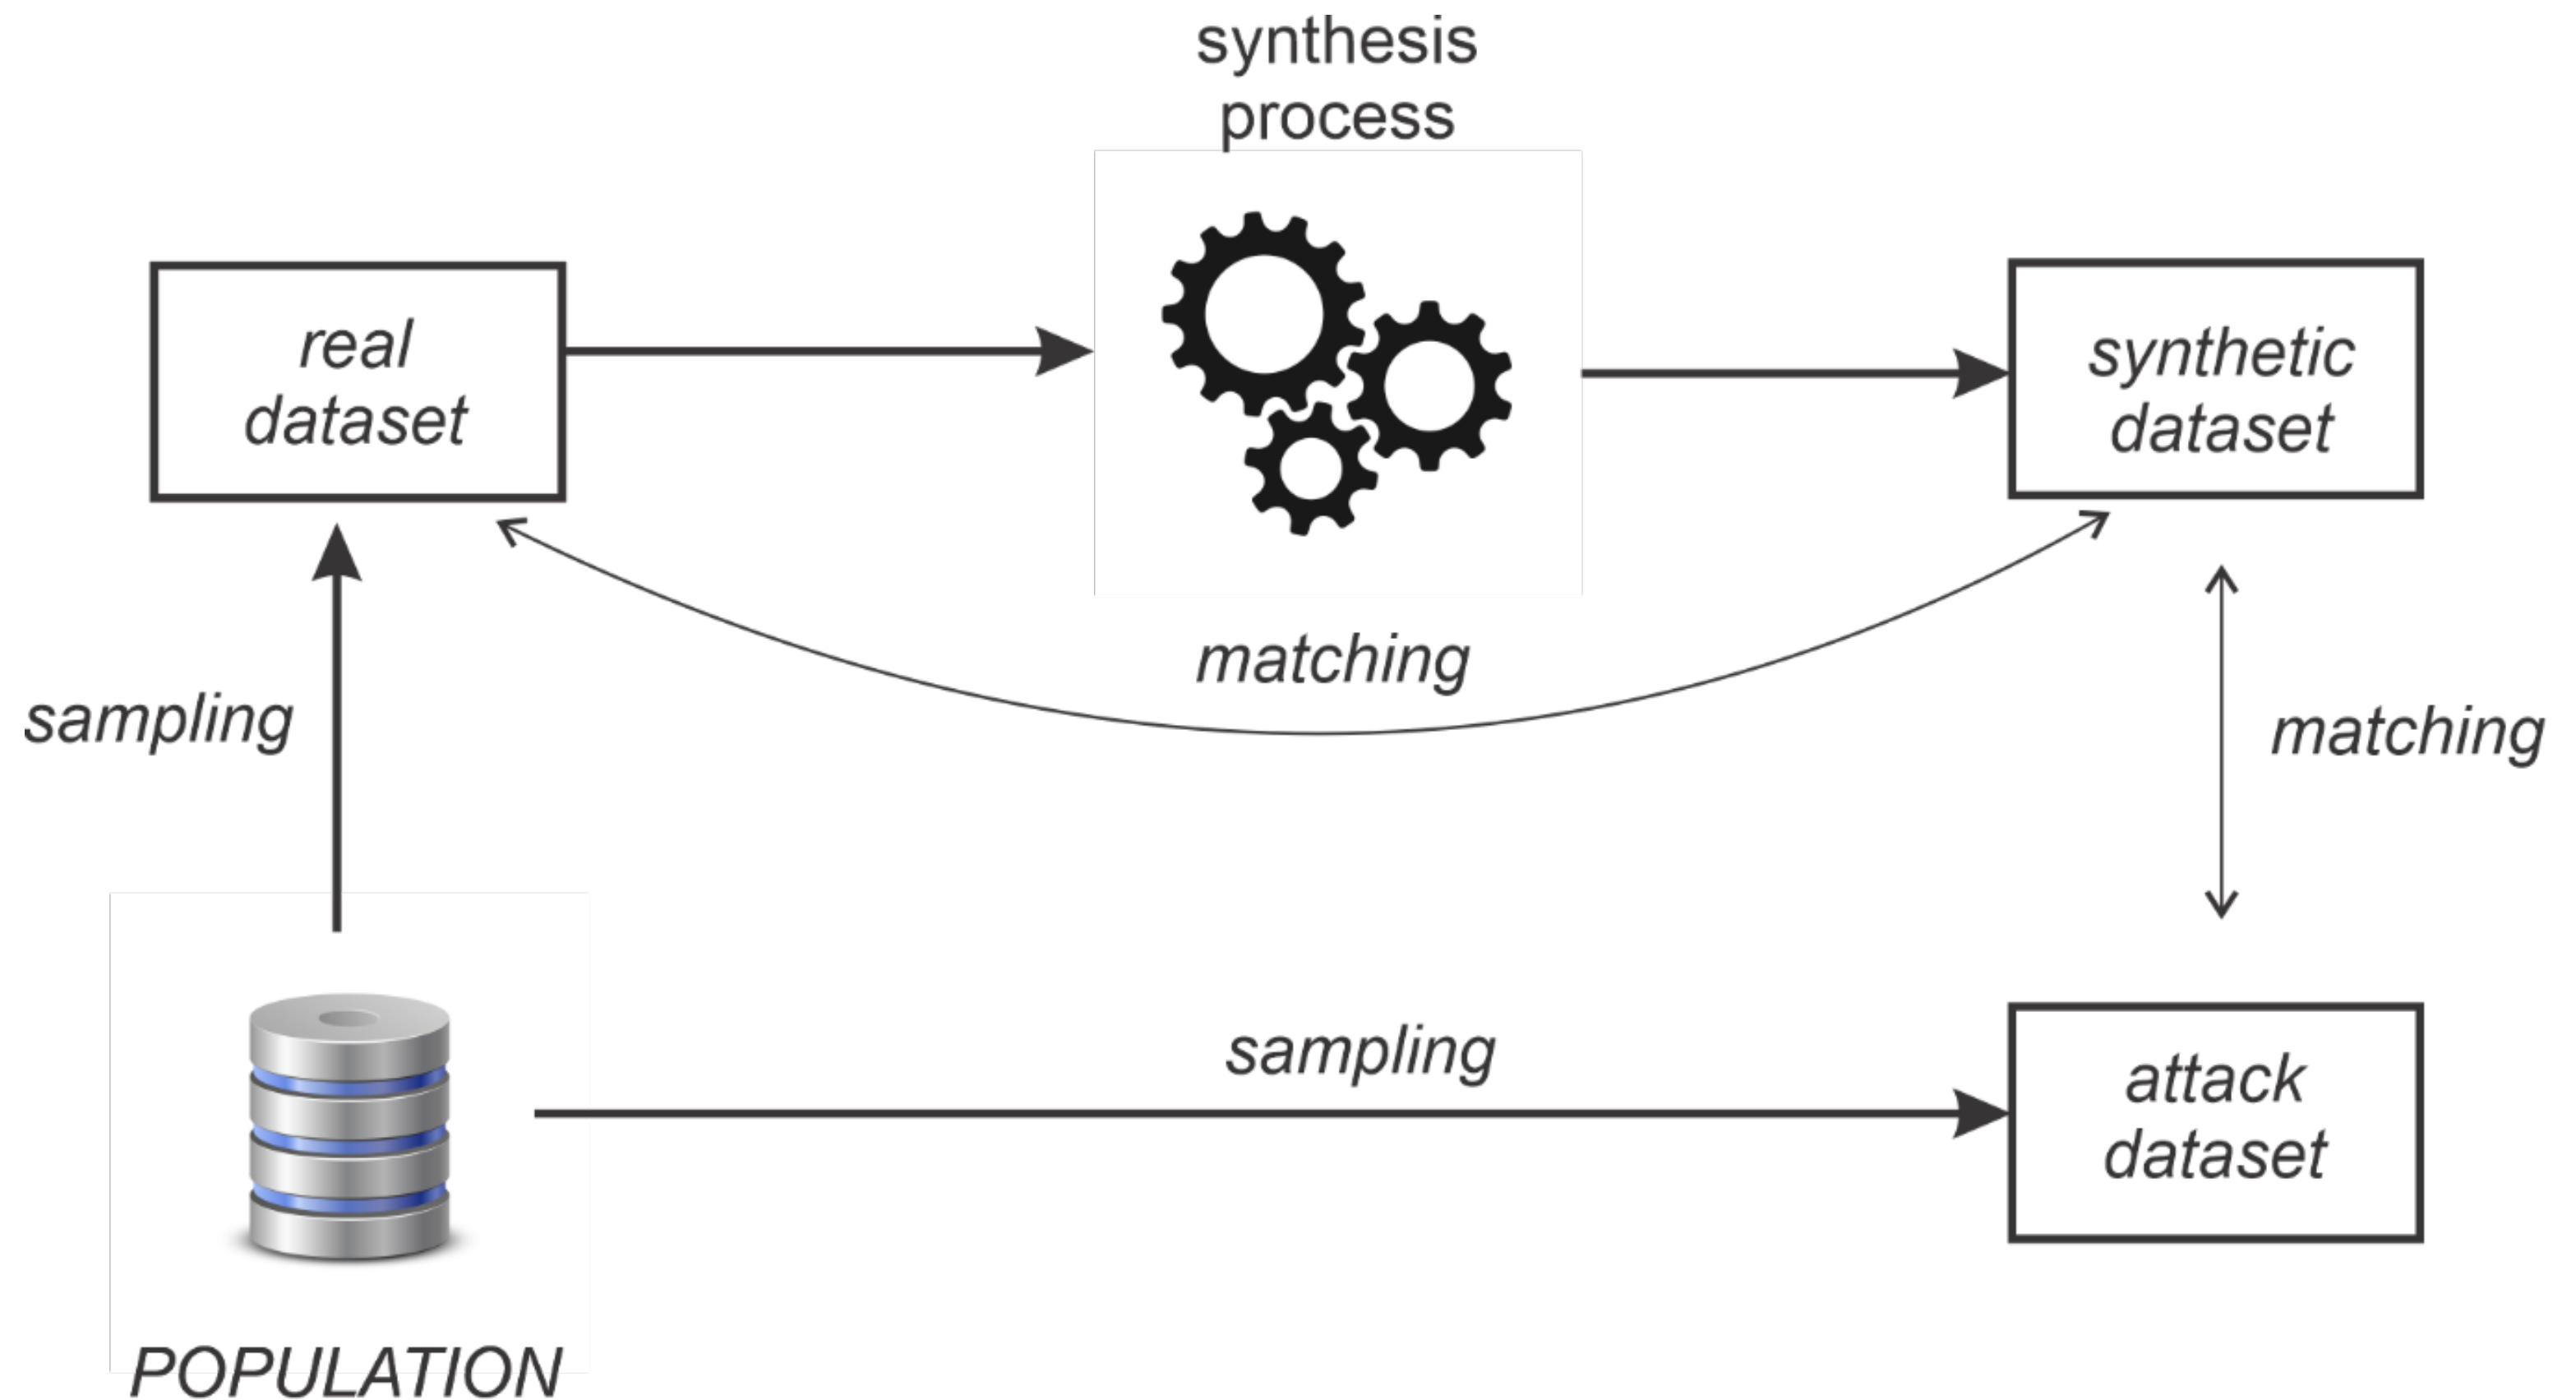 synthesis
process
real
dataset
synthetic
dataset
matching
sampling
matching
sampling
attack
dataset
POPULATION